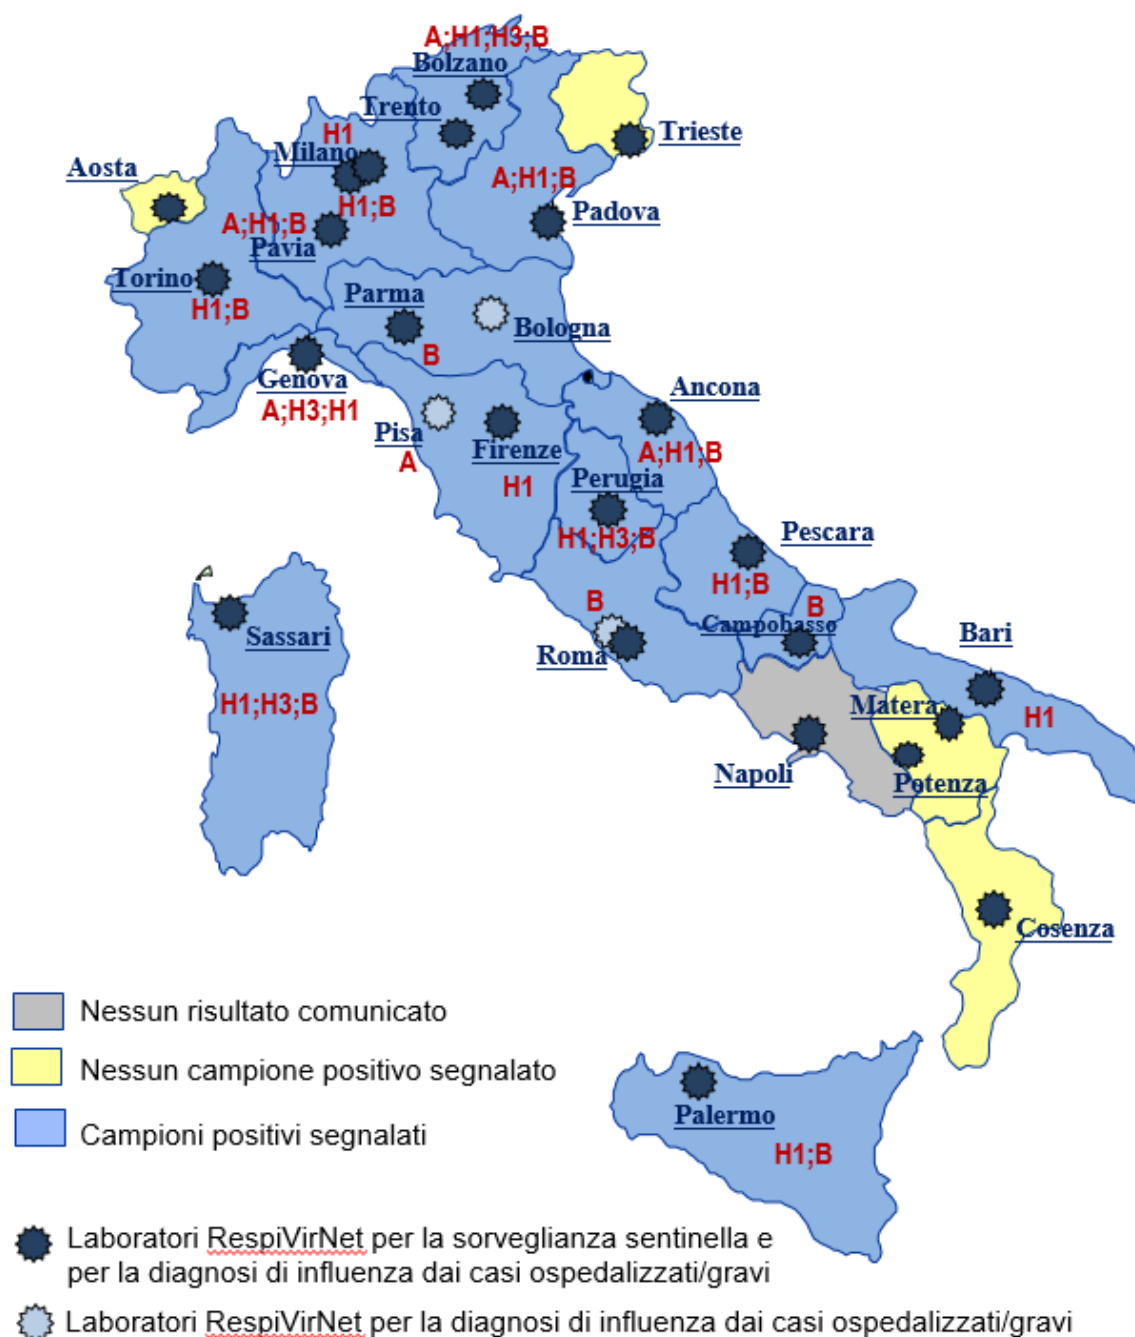 A;H1;H3;B
Bolzano
Trento
Trieste
H1
Milano
Aosta
A;H1;B
H1;B
Padova
A;H1;B
Pavia
Torino
H1;B
Parma
Bologna
B
Genova
A;H3;H1
Ancona
Pisa
Firenze
A;H1;B
A
H1
Perugia
H1;H3;B
Pescara
H1;B
B
B
Campobasso
Sassari
Roma
Bari
H1;H3;B
Matera
H1
Napoli
Potenza
Cosenza
Nessun risultato comunicato
Nessun campione positivo segnalato
Campioni positivi segnalati
Palermo
H1;B
Laboratori RespiVirNet per la sorveglianza sentinella e
per la diagnosi di influenza dai casi ospedalizzati/gravi
Laboratori RespiVirNet per la diagnosi di influenza dai casi ospedalizzati/gravi